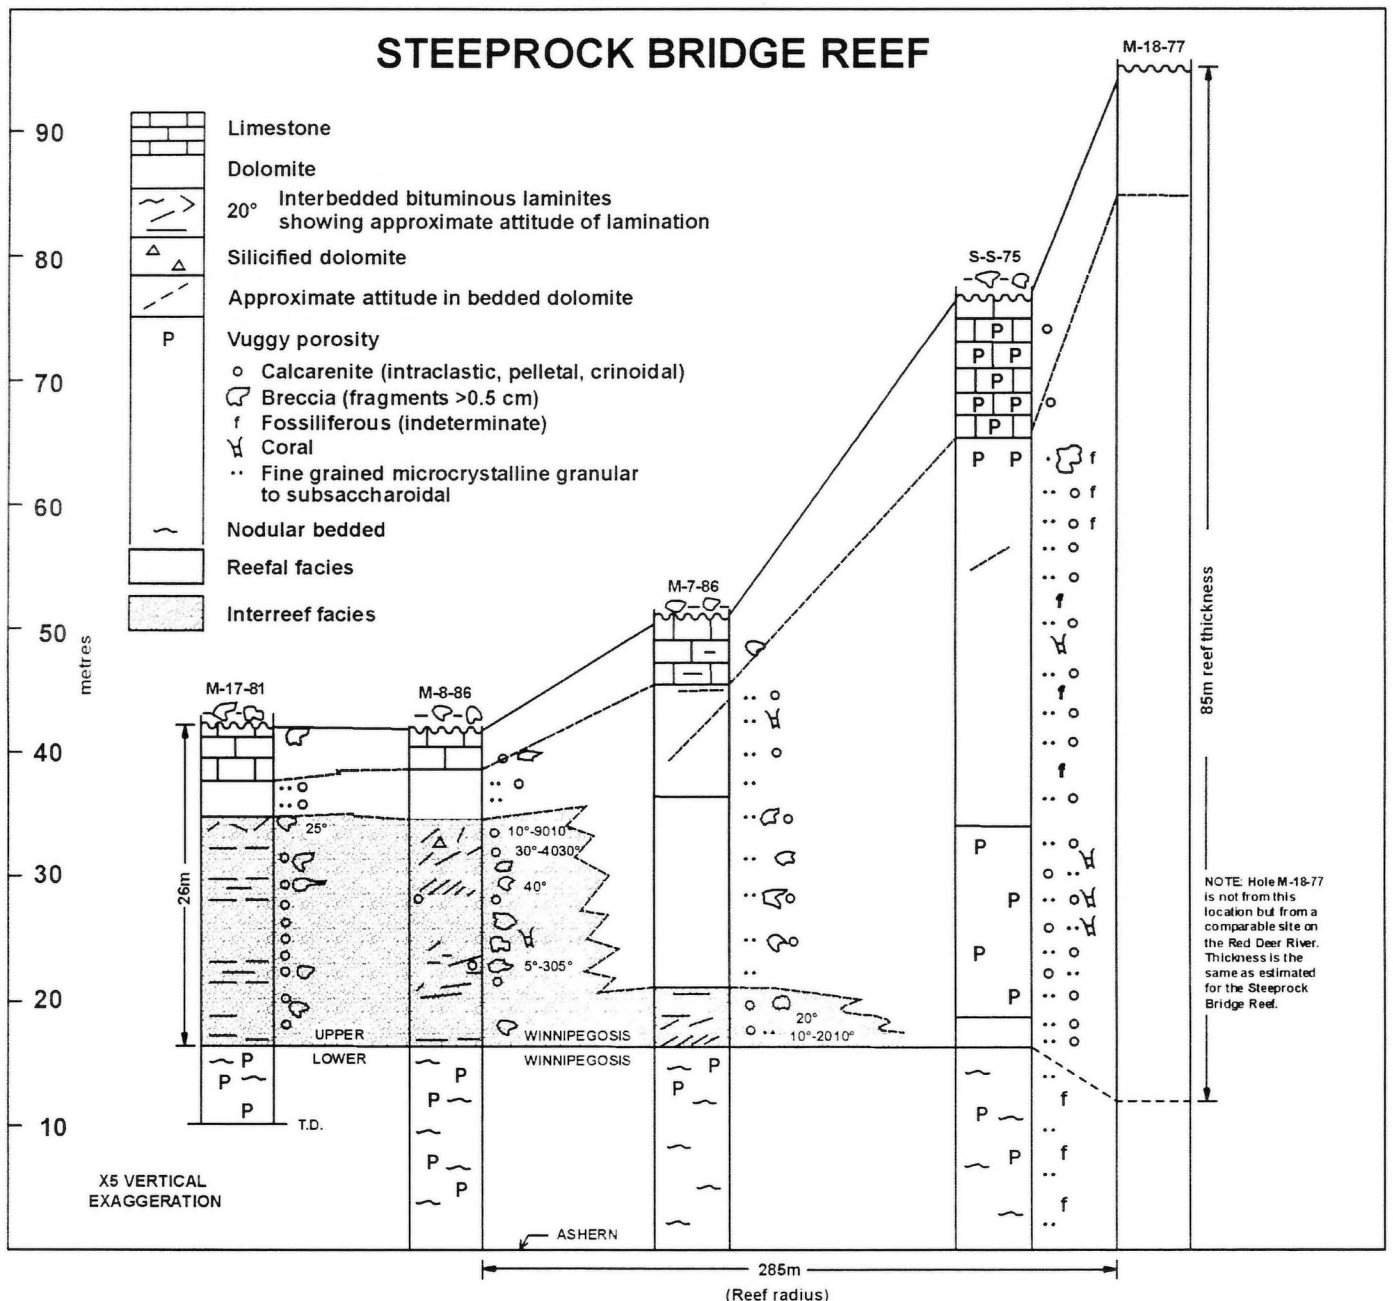 STEEPROCK BRIDGE REEF
M-18-77
90
80
70
60
50
40
30
20
10
metres
Limestone
Dolomite
20° Interbedded bituminous laminites
showing approximate attitude of lamination
Silicified dolomite
Approximate attitude in bedded dolomite
P Vuggy porosity
Calcarenite (intraclastic, pelletal, crinoidal)
Breccia (fragments >0.5 cm)
f Fossiliferous (indeterminate)
Coral
Fine grained microcrystalline granular
to subsaccharoidal
Nodular bedded
Reefal facies
Interreef facies
S-S-75
P
P P
P
P P
P
P P
f
f
f
f
f
f
P
P
P
P
M-7-86
M-17-81
M-8-86
26m
25°
10°-9010°
30°-4030°
40°
5°-305°
20°
10°-2010°
UPPER WINNIPEGOSIS
LOWER WINNIPEGOSIS
P
P
P
T.D.
P
P
P
P
P
P
P
P
f
f
f
85m reef thickness
NOTE: Hole M-18-77
is not from this
location but from a
comparable site on
the Red Deer River.
Thickness is the
same as estimated
for the Steeprock
Bridge Reef.
X5 VERTICAL
EXAGGERATION
ASHERN
285m
(Reef radius)